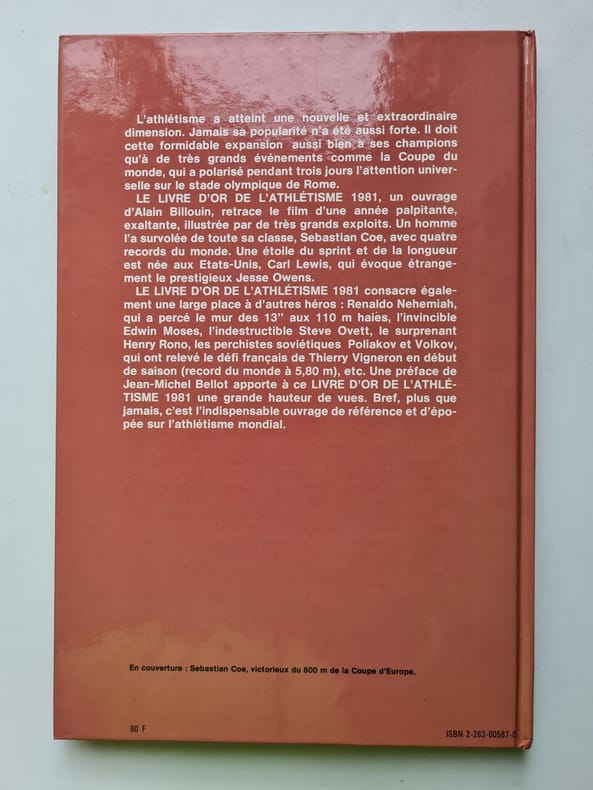 L'athlétisme a atteint une nouvelle et extraordinaire
dimension. Jamais sa popularité n'a été aussi forte. Il doit
cette formidable expansion aussi bien à ses champions
qu'à de très grands événements comme la Coupe du
monde, qui a polarisé pendant trois jours l'attention univer-
selle sur le stade olympique de Rome.
LE LIVRE D'OR DE L'ATHLÉTISME 1981, un ouvrage
d'Alain Billouin, retrace le film d'une année palpitante,
exaltante, illustrée par de très grands exploits. Un homme
l'a survolée de toute sa classe, Sebastian Coe, avec quatre
records du monde. Une étoile du sprint et de la longueur
est née aux Etats-Unis, Carl Lewis, qui évoque étrange-
ment le prestigieux Jesse Owens.
LE LIVRE D'OR DE L'ATHLÉTISME 1981 consacre égale-
ment une large place à d'autres héros : Renaldo Nehemiah,
qui a percé le mur des 13'' aux 110 m haies, l'invincible
Edwin Moses, l'indestructible Steve Ovett, le surprenant
Henry Rono, les perchistes soviétiques Poliakov et Volkov,
qui ont relevé le défi français de Thierry Vigneron en début
de saison (record du monde à 5,80 m), etc. Une préface de
Jean-Michel Bellot apporte à ce LIVRE D'OR DE L'ATHLÉ-
TISME 1981 une grande hauteur de vues. Bref, plus que
jamais, c'est l'indispensable ouvrage de référence et d'épo-
pée sur l'athlétisme mondial.
En couverture : Sebastian Coe, victorieux du 800 m de la Coupe d'Europe.
60 F
ISBN 2-263-00587-0